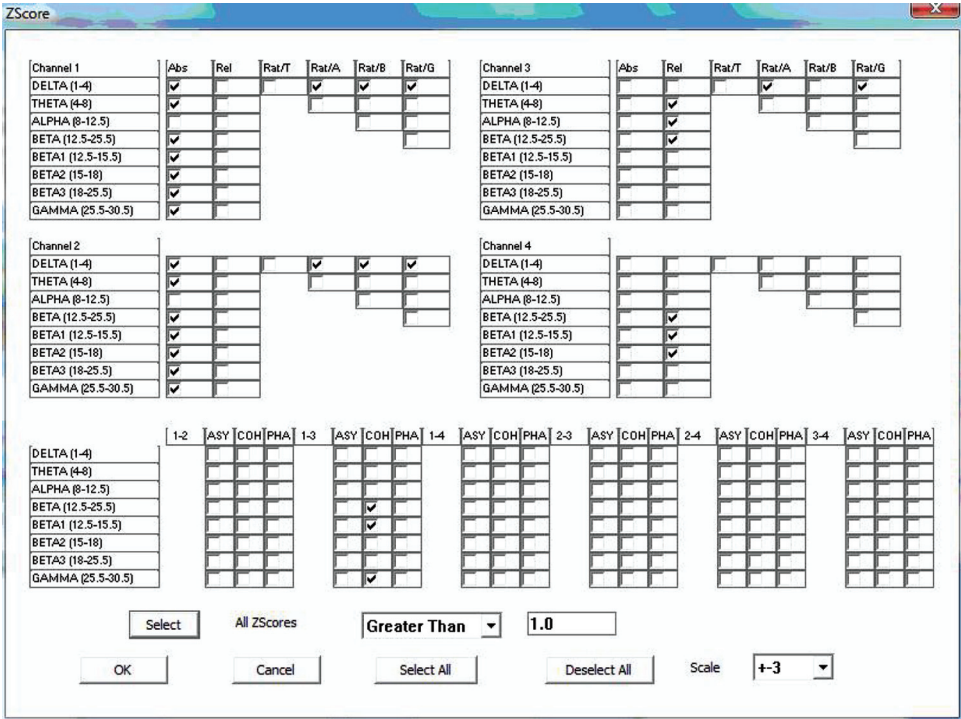 ZScore
Channel 1 Abs Rel Rat/T Rat/A Rat/B Rat/G Channel 3 Abs Rel Rat/T Rat/A Rat/B Rat/G
DELTA (1-4) DELTA (1-4)
THETA (4-8) THETA (4-8)
ALPHA (8-12.5) ALPHA (8-12.5)
BETA (12.5-25.5) BETA (12.5-25.5)
BETA1 (12.5-15.5) BETA1 (12.5-15.5)
BETA2 (15-18) BETA2 (15-18)
BETA3 (18-25.5) BETA3 (18-25.5)
GAMMA (25.5-30.5) GAMMA (25.5-30.5)
Channel 2 Channel 4
DELTA (1-4) DELTA (1-4)
THETA (4-8) THETA (4-8)
ALPHA (8-12.5) ALPHA (8-12.5)
BETA (12.5-25.5) BETA (12.5-25.5)
BETA1 (12.5-15.5) BETA1 (12.5-15.5)
BETA2 (15-18) BETA2 (15-18)
BETA3 (18-25.5) BETA3 (18-25.5)
GAMMA (25.5-30.5) GAMMA (25.5-30.5)
1-2 ASY COH PHA 1-3 ASY COH PHA 1-4 ASY COH PHA 2-3 ASY COH PHA 2-4 ASY COH PHA 3-4 ASY COH PHA
DELTA (1-4)
THETA (4-8)
ALPHA (8-12.5)
BETA (12.5-25.5)
BETA1 (12.5-15.5)
BETA2 (15-18)
BETA3 (18-25.5)
GAMMA (25.5-30.5)
Select All ZScores Greater Than 1.0
OK Cancel Select All Deselect All Scale +-3